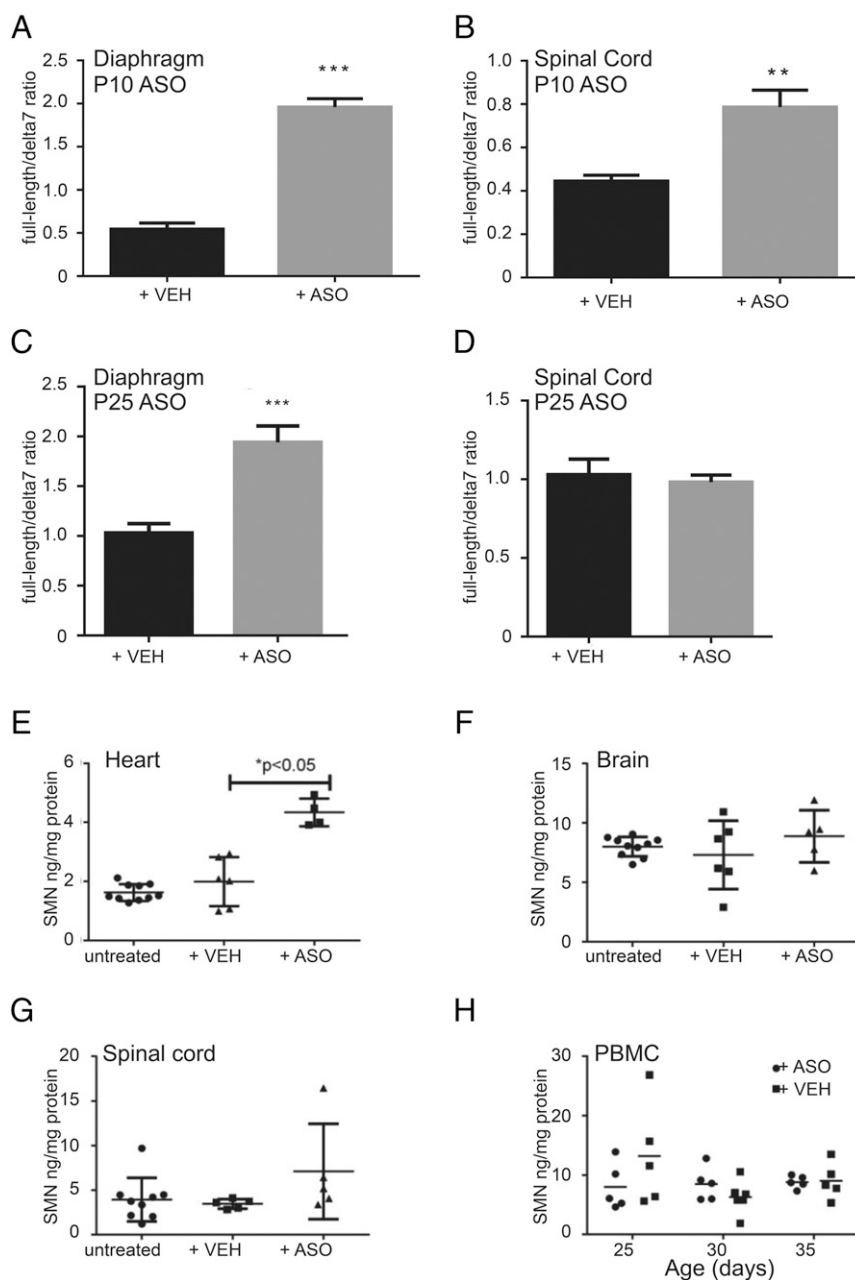 A
Diaphragm
P10 ASO
***
full-length/delta7 ratio
2.5
2.0
1.5
1.0
0.5
0
+ VEH
+ ASO
B
Spinal Cord
P10 ASO
**
full-length/delta7 ratio
1.0
0.8
0.6
0.4
0.2
0
+ VEH
+ ASO
C
Diaphragm
P25 ASO
***
full-length/delta7 ratio
2.5
2.0
1.5
1.0
0.5
0
+ VEH
+ ASO
D
Spinal Cord
P25 ASO
full-length/delta7 ratio
1.5
1.0
0.5
0
+ VEH
+ ASO
E
Heart
*p<0.05
SMN ng/mg protein
6
4
2
0
untreated
+ VEH
+ ASO
F
Brain
SMN ng/mg protein
15
10
5
0
untreated
+ VEH
+ ASO
G
Spinal cord
SMN ng/mg protein
20
15
10
5
0
untreated
+ VEH
+ ASO
H
PBMC
+ ASO
+ VEH
SMN ng/mg protein
30
20
10
0
25
30
35
Age (days)